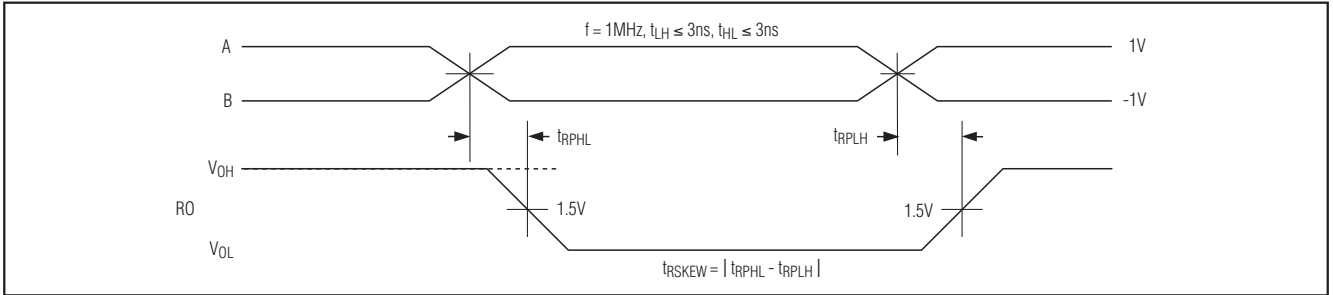 f = 1MHz, tLH ≤ 3ns, tHL ≤ 3ns
A
1V
B
-1V
tRPHL
tRPLH
VOH
RO
1.5V
1.5V
VOL
tRSKEW = | tRPHL - tRPLH |